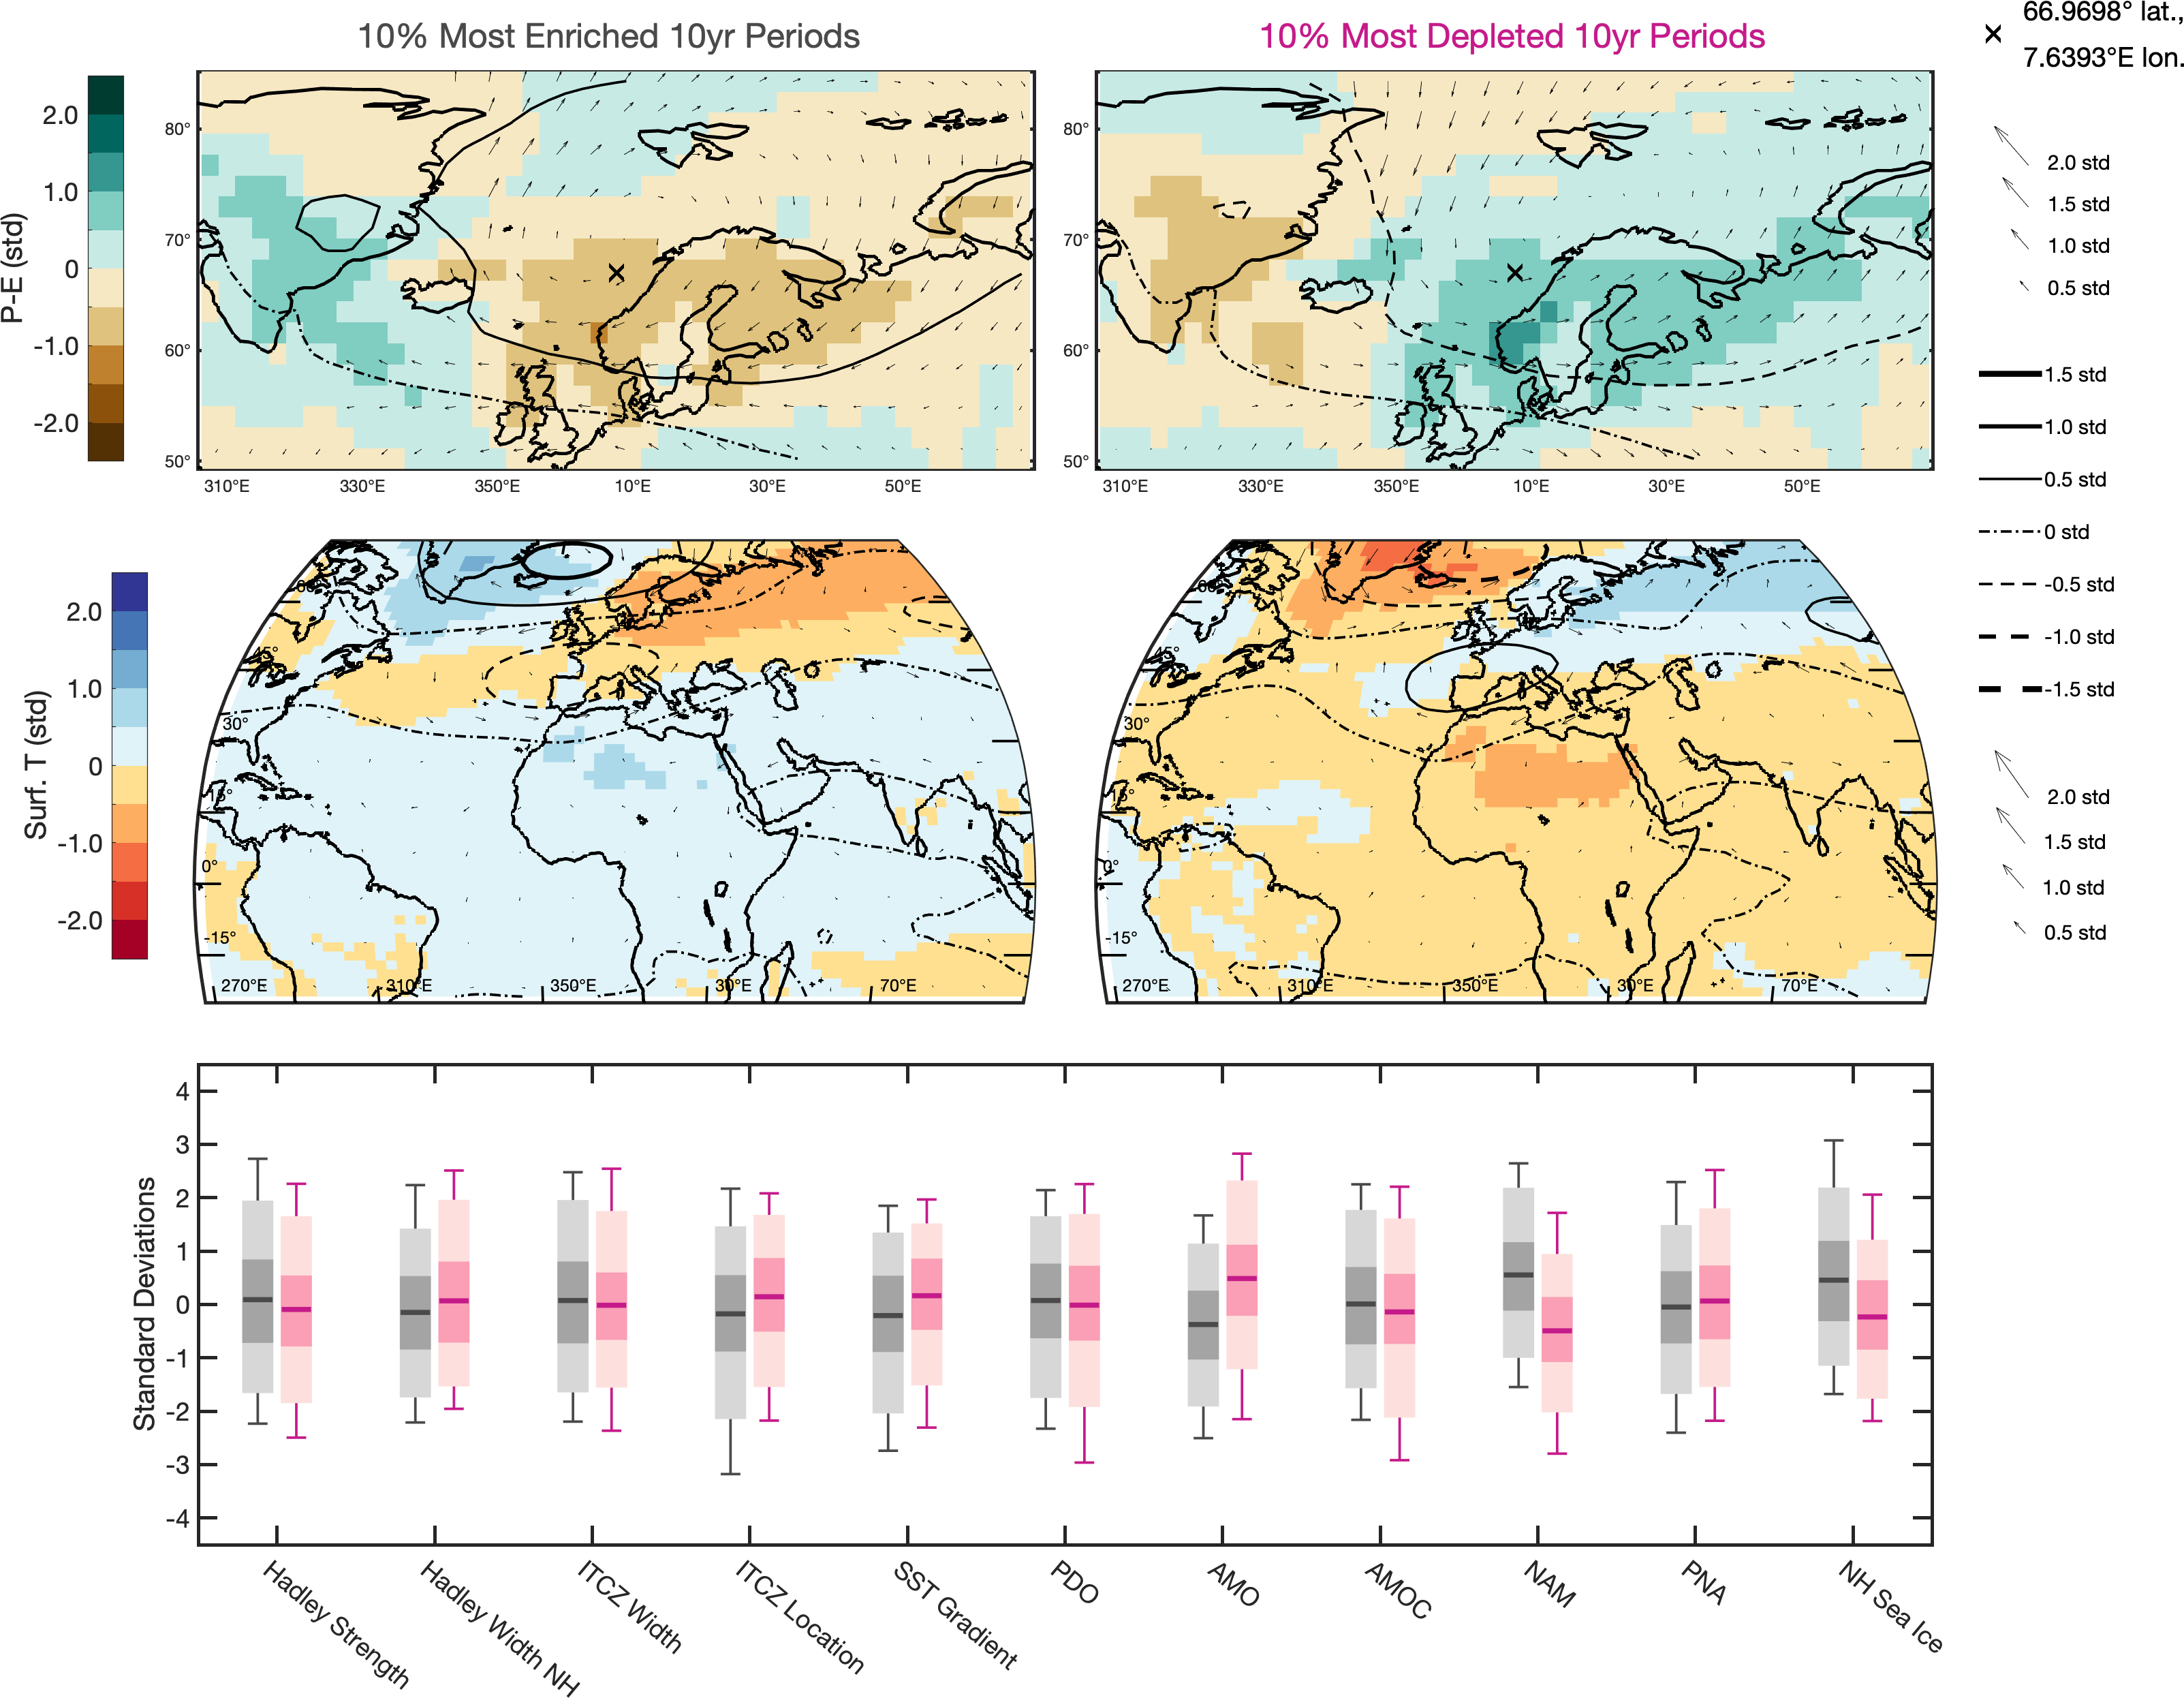 10% Most Enriched 10yr Periods
10% Most Depleted 10yr Periods
66.9698° lat.,
7.6393°E lon.
P-E (std)
2.0
1.0
0
-1.0
-2.0
80°
70°
60°
50°
310°E 330°E 350°E 10°E 30°E 50°E
80°
70°
60°
50°
310°E 330°E 350°E 10°E 30°E 50°E
2.0 std
1.5 std
1.0 std
0.5 std
1.5 std
1.0 std
0.5 std
0 std
-0.5 std
-1.0 std
-1.5 std
Surf. T (std)
2.0
1.0
0
-1.0
-2.0
45°
30°
15°
0°
-15°
270°E 310°E 350°E 30°E 70°E
45°
30°
15°
0°
-15°
270°E 310°E 350°E 30°E 70°E
2.0 std
1.5 std
1.0 std
0.5 std
Standard Deviations
4
3
2
1
0
-1
-2
-3
-4
Hadley Strength
Hadley Width NH
ITCZ Width
ITCZ Location
SST Gradient
PDO
AMO
AMOC
NAM
PNA
NH Sea Ice